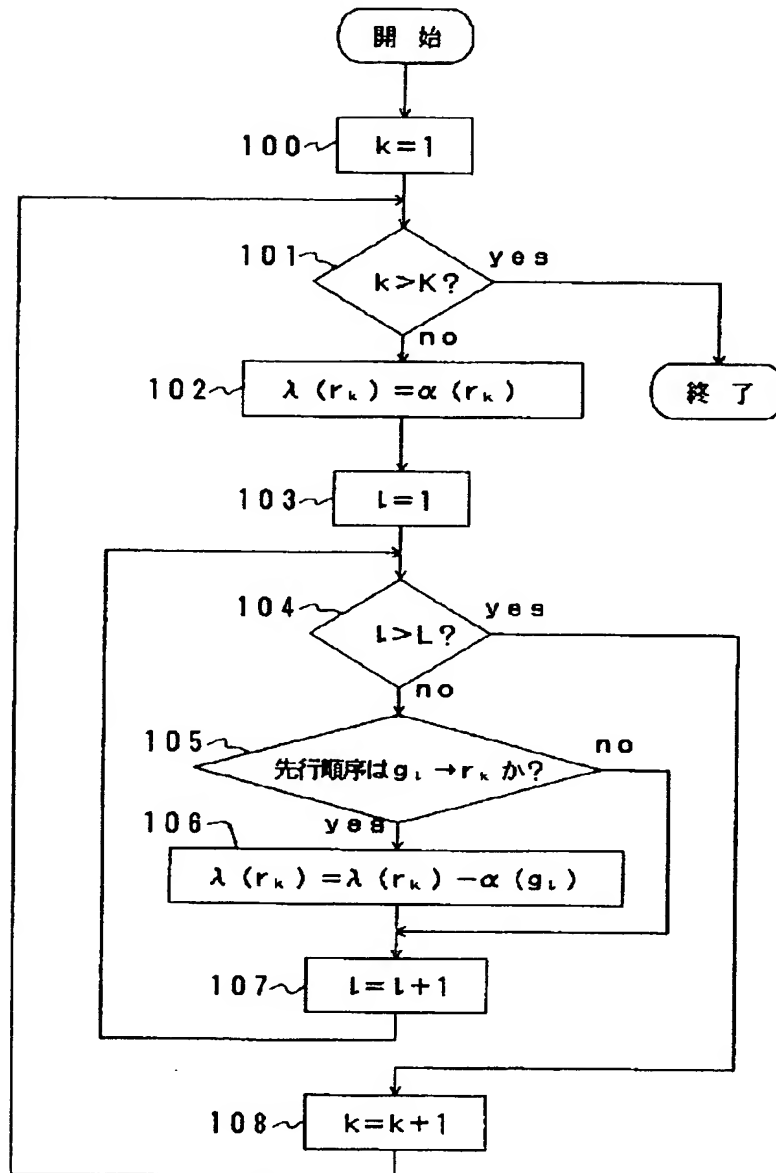 開 始
100
k=1
101
k>K?
yes
no
102
λ(rₖ)=α(rₖ)
終 了
103
l=1
104
l>L?
yes
no
105
先行順序はgₗ→rₖか?
no
yes
106
λ(rₖ)=λ(rₖ)-α(gₗ)
107
l=l+1
108
k=k+1